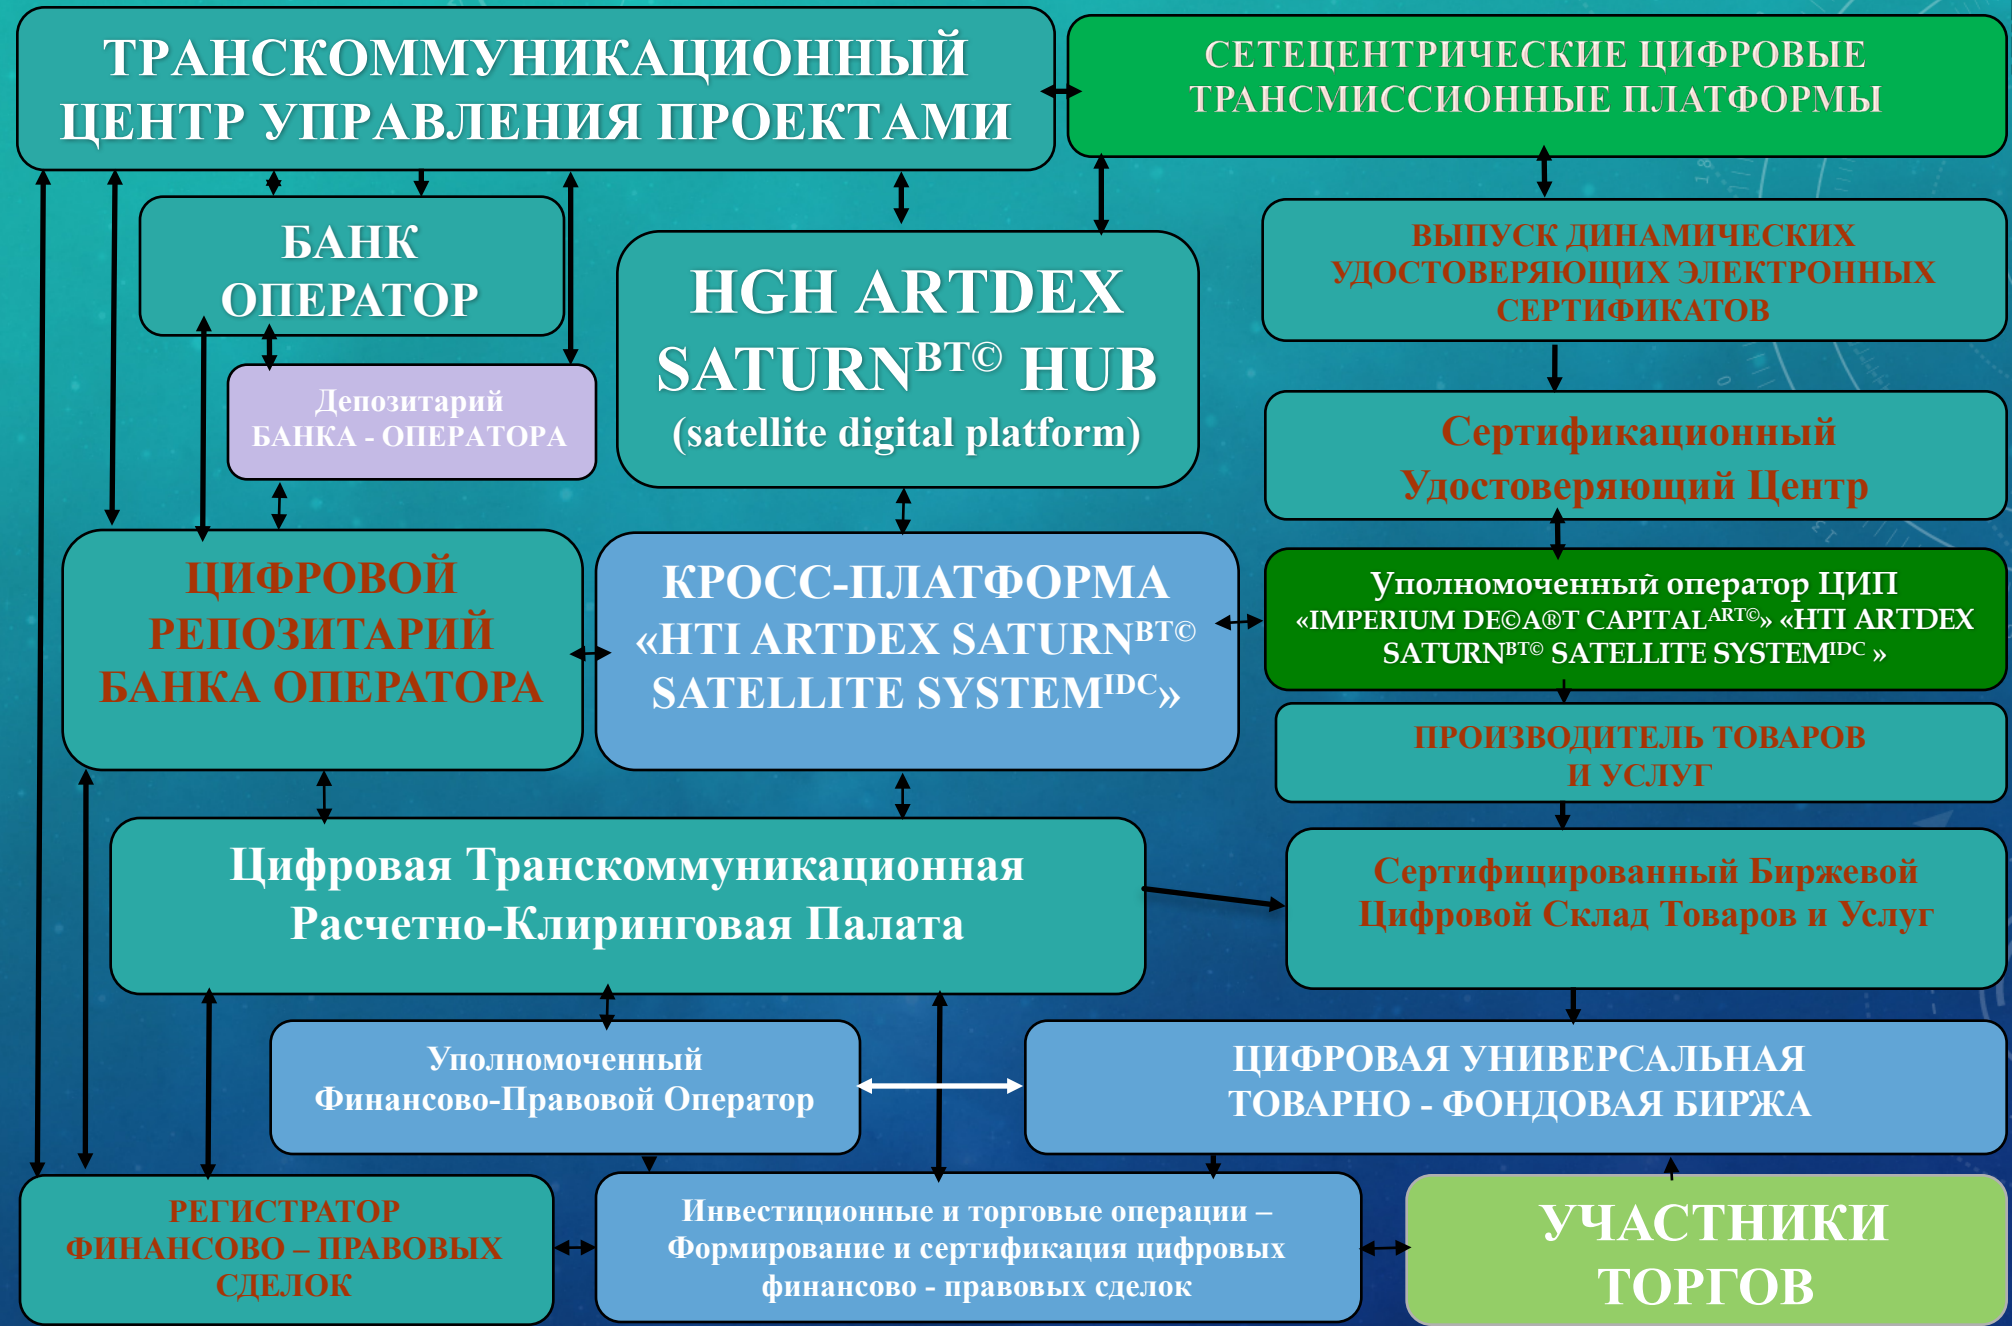 ТРАНСКОММУНИКАЦИОННЫЙ
ЦЕНТР УПРАВЛЕНИЯ ПРОЕКТАМИ
СЕТЕЦЕНТРИЧЕСКИЕ ЦИФРОВЫЕ
ТРАНСМИССИОННЫЕ ПЛАТФОРМЫ
БАНК
ОПЕРАТОР
HGH ARTDEX
SATURNBT© HUB
(satellite digital platform)
ВЫПУСК ДИНАМИЧЕСКИХ
УДОСТОВЕРЯЮЩИХ ЭЛЕКТРОННЫХ
СЕРТИФИКАТОВ
Депозитарий
БАНКА - ОПЕРАТОРА
Сертификационный
Удостоверяющий Центр
ЦИФРОВОЙ
РЕПОЗИТАРИЙ
БАНКА ОПЕРАТОРА
КРОСС-ПЛАТФОРМА
«HTI ARTDEX SATURNBT©
SATELLITE SYSTEMIDC»
Уполномоченный оператор ЦИП
«IMPERIUM DE©A®T CAPITALART©» «HTI ARTDEX
SATURNBT© SATELLITE SYSTEMIDC »
ПРОИЗВОДИТЕЛЬ ТОВАРОВ
И УСЛУГ
Цифровая Транскоммуникационная
Расчетно-Клиринговая Палата
Сертифицированный Биржевой
Цифровой Склад Товаров и Услуг
Уполномоченный
Финансово-Правовой Оператор
ЦИФРОВАЯ УНИВЕРСАЛЬНАЯ
ТОВАРНО - ФОНДОВАЯ БИРЖА
РЕГИСТРАТОР
ФИНАНСОВО – ПРАВОВЫХ
СДЕЛОК
Инвестиционные и торговые операции –
Формирование и сертификация цифровых
финансово - правовых сделок
УЧАСТНИКИ
ТОРГОВ